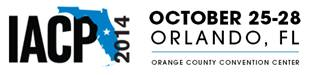 IACP 2014
OCTOBER 25-28
ORLANDO, FL
ORANGE COUNTY CONVENTION CENTER